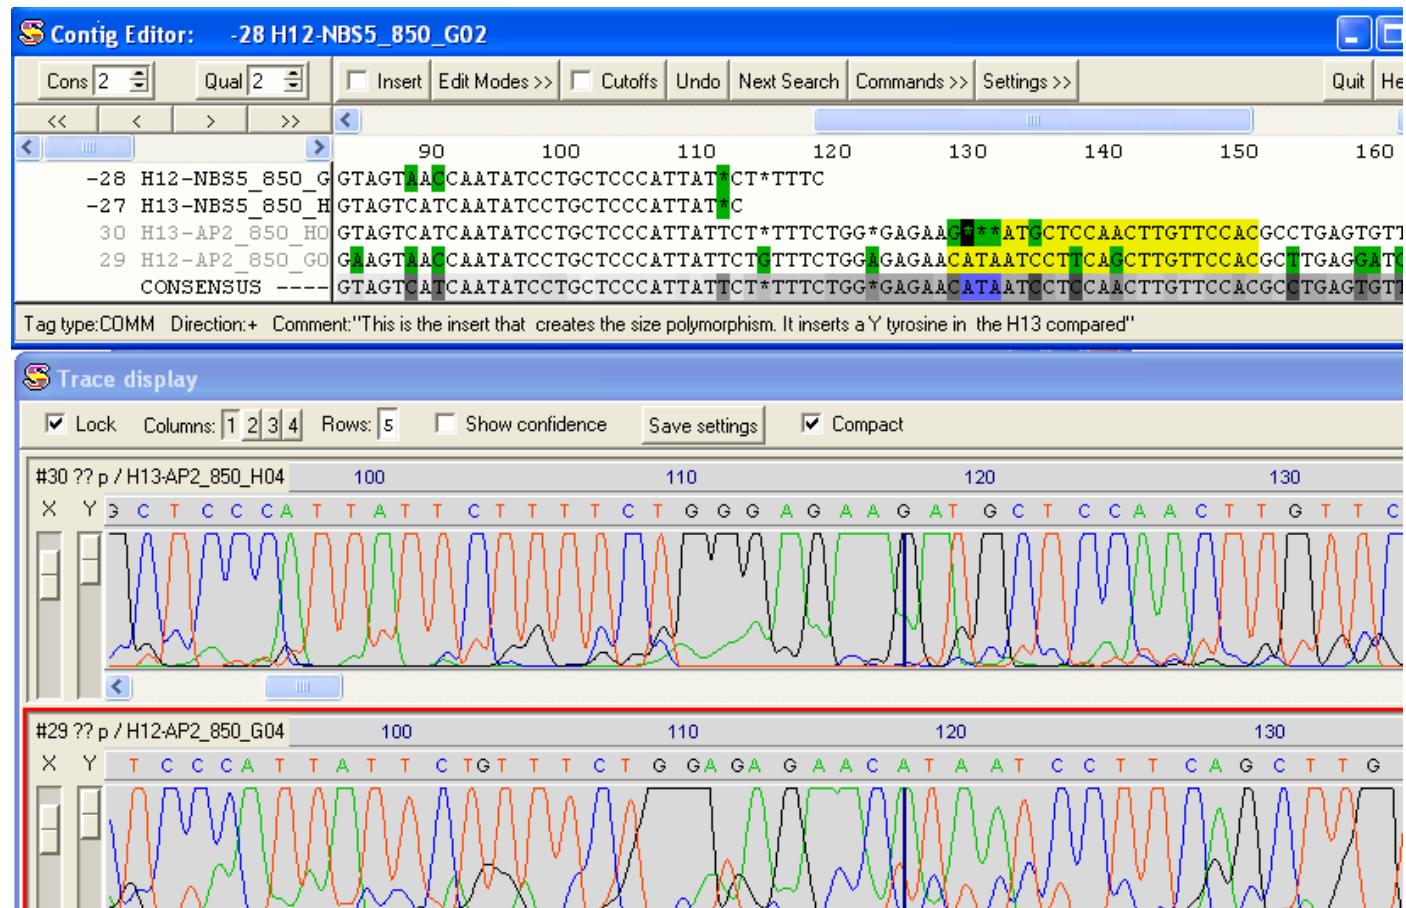 Contig Editor: -28 H12-NBS5_850_G02
Cons 2 Qual 2 Insert Edit Modes >> Cutoffs Undo Next Search Commands >> Settings >> Quit He
<< < > >>
90 100 110 120 130 140 150 160
-28 H12-NBS5_850_G GTAGTAACCAATATCCTGCTCCCATTAT*CT*TTTC
-27 H13-NBS5_850_H GTAGTCATCAATATCCTGCTCCCATTAT*C
30 H13-AP2_850_H0 GTAGTCATCAATATCCTGCTCCCATTATTCT*TTTCTGG*GAGAAG***ATGCTCCAACTTGTTCCACGCCTGAGTGTT
29 H12-AP2_850_G0 GAAGTAACCAATATCCTGCTCCCATTATTCTGTTTCTGGAGAGAACATAATCCTTCAGCTTGTTCCACGCTTGAGGATC
CONSENSUS ---- GTAGTCATCAATATCCTGCTCCCATTATTCT*TTTCTGG*GAGAACATAATCCTCCAACTTGTTCCACGCCTGAGTGTT
Tag type:COMM Direction:+ Comment:"This is the insert that creates the size polymorphism. It inserts a Y tyrosine in the H13 compared"
Trace display
Lock Columns: 1 2 3 4 Rows: 5 Show confidence Save settings Compact
#30 ?? p / H13-AP2_850_H04 100 110 120 130
X Y G C T C C C A T T A T T C T T T T C T G G G A G A A G A T G C T C C A A C T T G T T C
#29 ?? p / H12-AP2_850_G04 100 110 120 130
X Y T C C C A T T A T T C T G T T T C T G G A G A G A A C A T A A T C C T T C A G C T T G